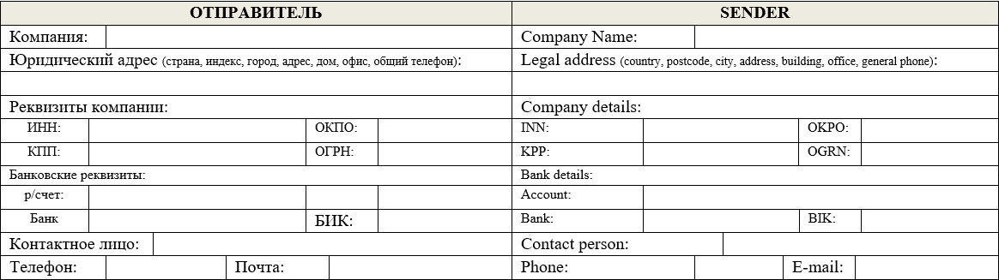 ОТПРАВИТЕЛЬ SENDER
Компания: Company Name:
Юридический адрес (страна, индекс, город, адрес, дом, офис, общий телефон): Legal address (country, postcode, city, address, building, office, general phone):
Реквизиты компании: Company details:
ИНН: ОКПО: INN: OKPO:
КПП: ОГРН: KPP: OGRN:
Банковские реквизиты: Bank details:
р/счет: Account:
Банк БИК: Bank: BIK:
Контактное лицо: Contact person:
Телефон: Почта: Phone: E-mail: